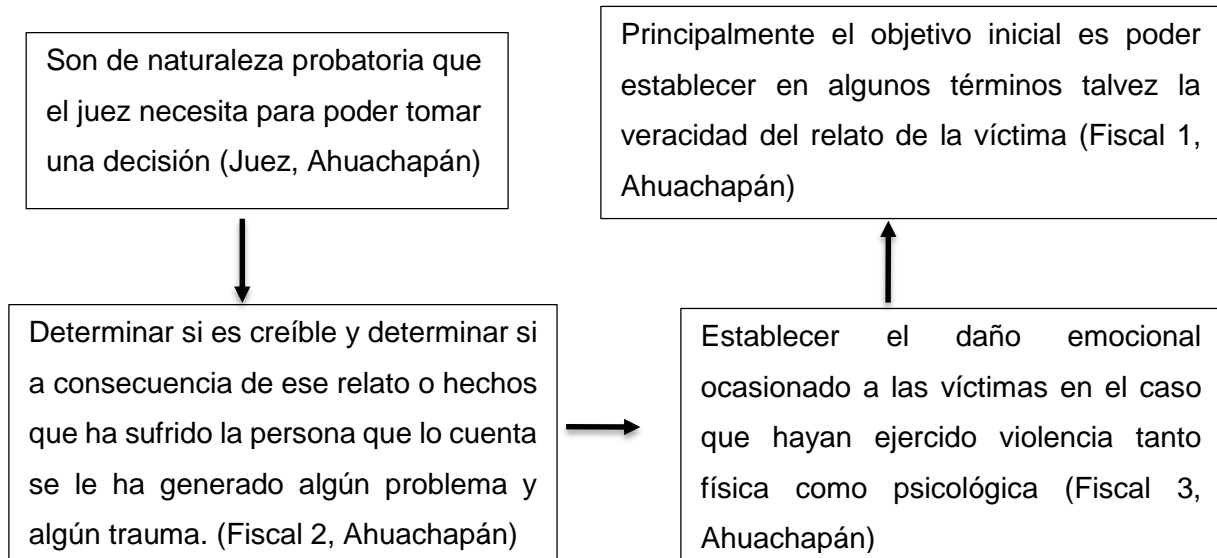 Son de naturaleza probatoria que
el juez necesita para poder tomar
una decisión (Juez, Ahuachapán)
Principalmente el objetivo inicial es poder
establecer en algunos términos talvez la
veracidad del relato de la víctima (Fiscal 1,
Ahuachapán)
Determinar si es creíble y determinar si
a consecuencia de ese relato o hechos
que ha sufrido la persona que lo cuenta
se le ha generado algún problema y
algún trauma. (Fiscal 2, Ahuachapán)
Establecer el daño emocional
ocasionado a las víctimas en el caso
que hayan ejercido violencia tanto
física como psicológica (Fiscal 3,
Ahuachapán)